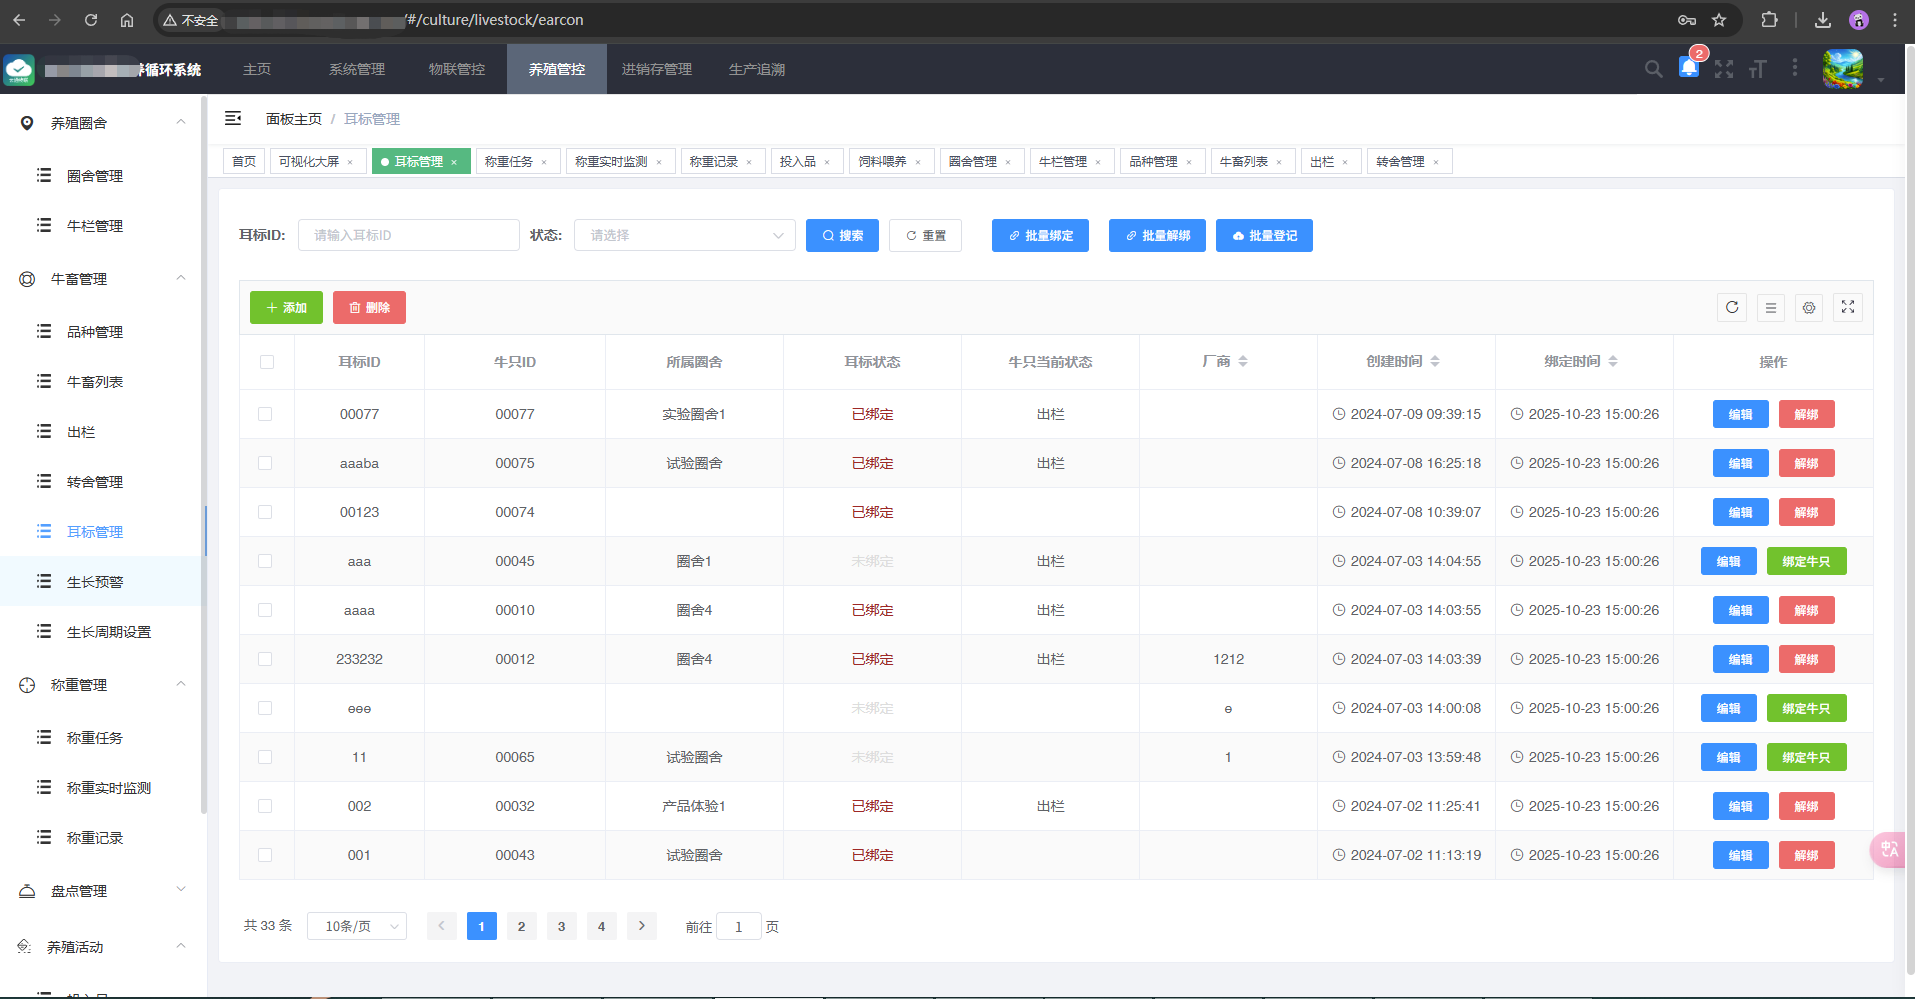 不安全 /#/culture/livestock/earcon
循环系统 主页 系统管理 物联管控 养殖管控 进销存管理 生产追溯 2
养殖圈舍
圈舍管理
牛栏管理
牛畜管理
品种管理
牛畜列表
出栏
转舍管理
耳标管理
生长预警
生长周期设置
称重管理
称重任务
称重实时监测
称重记录
盘点管理
养殖活动
面板主页 / 耳标管理
首页 可视化大屏 × 耳标管理 × 称重任务 × 称重实时监测 × 称重记录 × 投入品 × 饲料喂养 × 圈舍管理 × 牛栏管理 × 品种管理 × 牛畜列表 × 出栏 × 转舍管理 ×
耳标ID: 请输入耳标ID 状态: 请选择 搜索 重置 批量绑定 批量解绑 批量登记
添加 删除
耳标ID 牛只ID 所属圈舍 耳标状态 牛只当前状态 厂商 创建时间 绑定时间 操作
00077 00077 实验圈舍1 已绑定 出栏 2024-07-09 09:39:15 2025-10-23 15:00:26 编辑 解绑
aaaba 00075 试验圈舍 已绑定 出栏 2024-07-08 16:25:18 2025-10-23 15:00:26 编辑 解绑
00123 00074 已绑定 2024-07-08 10:39:07 2025-10-23 15:00:26 编辑 解绑
aaa 00045 圈舍1 未绑定 出栏 2024-07-03 14:04:55 2025-10-23 15:00:26 编辑 绑定牛只
aaaa 00010 圈舍4 已绑定 出栏 2024-07-03 14:03:55 2025-10-23 15:00:26 编辑 解绑
233232 00012 圈舍4 已绑定 出栏 1212 2024-07-03 14:03:39 2025-10-23 15:00:26 编辑 解绑
eee 未绑定 e 2024-07-03 14:00:08 2025-10-23 15:00:26 编辑 绑定牛只
11 00065 试验圈舍 未绑定 1 2024-07-03 13:59:48 2025-10-23 15:00:26 编辑 绑定牛只
002 00032 产品体验1 已绑定 出栏 2024-07-02 11:25:41 2025-10-23 15:00:26 编辑 解绑
001 00043 试验圈舍 已绑定 2024-07-02 11:13:19 2025-10-23 15:00:26 编辑 解绑
共 33 条 10条/页 1 2 3 4 前往 1 页